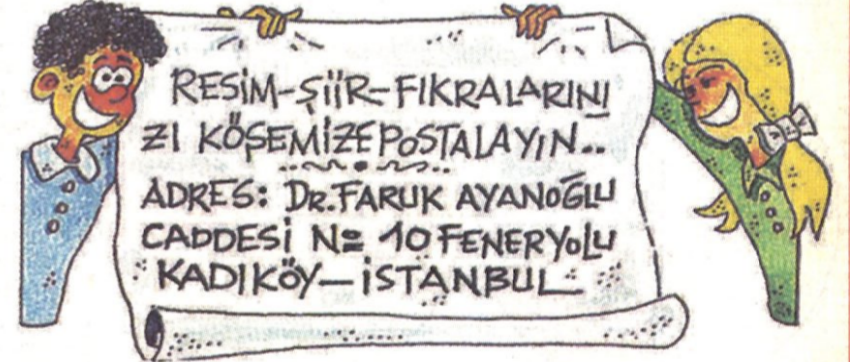 RESİM-ŞİİR-FIKRALARINI
ZI KÖŞEMİZE POSTALAYIN..
ADRES: DR. FARUK AYANOĞLU
CADDESİ No 10 FENERYOLU
KADIKÖY-İSTANBUL